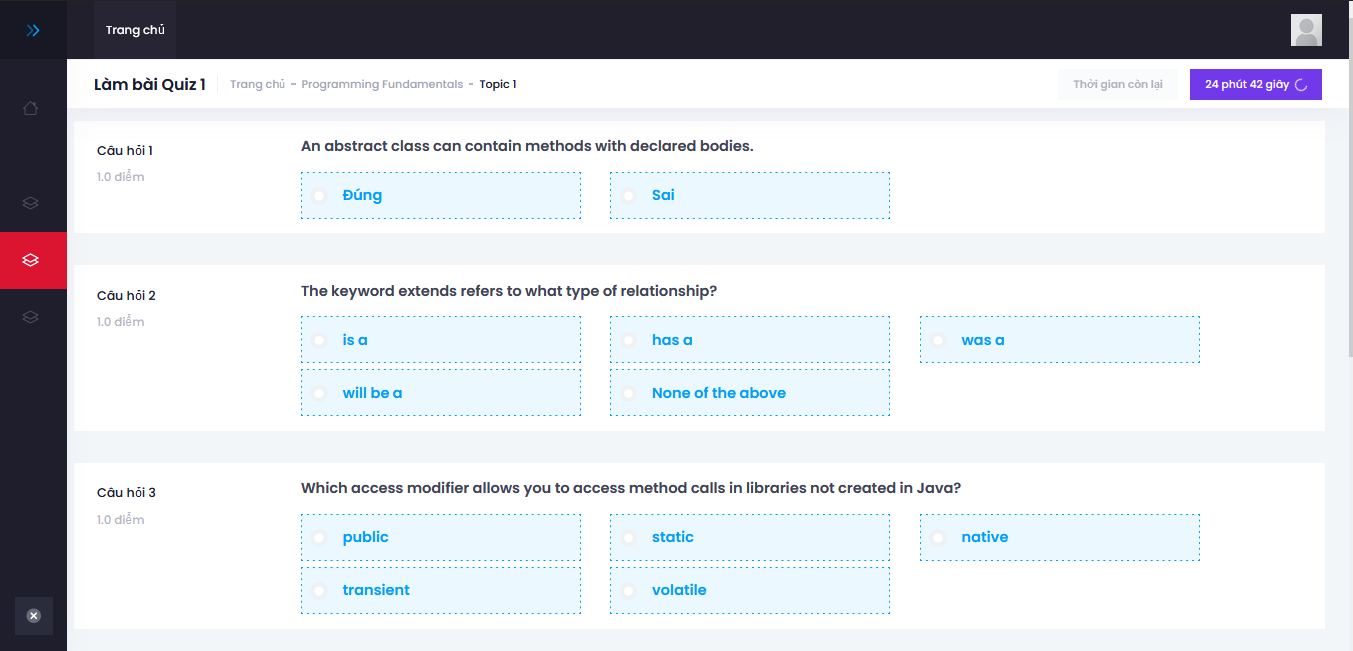 Trang chủ
Làm bài Quiz 1
Trang chủ - Programming Fundamentals - Topic 1
Thời gian còn lại
24 phút 42 giây
Câu hỏi 1
1.0 điểm
An abstract class can contain methods with declared bodies.
Đúng
Sai
Câu hỏi 2
1.0 điểm
The keyword extends refers to what type of relationship?
is a
has a
was a
will be a
None of the above
Câu hỏi 3
1.0 điểm
Which access modifier allows you to access method calls in libraries not created in Java?
public
static
native
transient
volatile